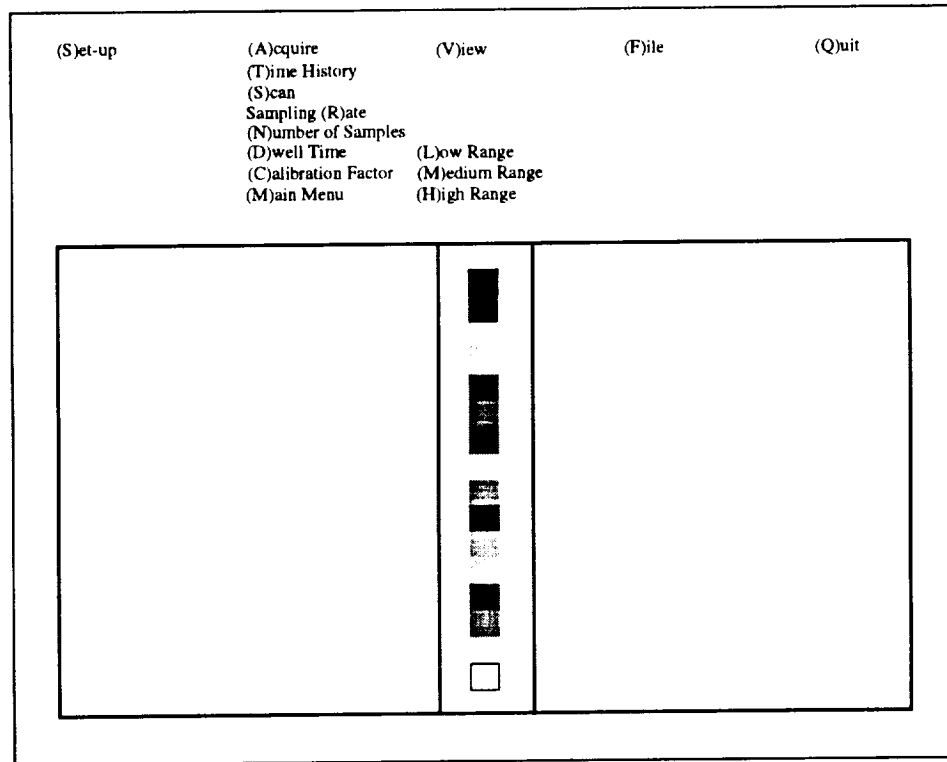 (S)et-up (A)cquire (V)iew (F)ile (Q)uit
(T)ime History
(S)can
Sampling (R)ate
(N)umber of Samples
(D)well Time (L)ow Range
(C)alibration Factor (M)edium Range
(M)ain Menu (H)igh Range